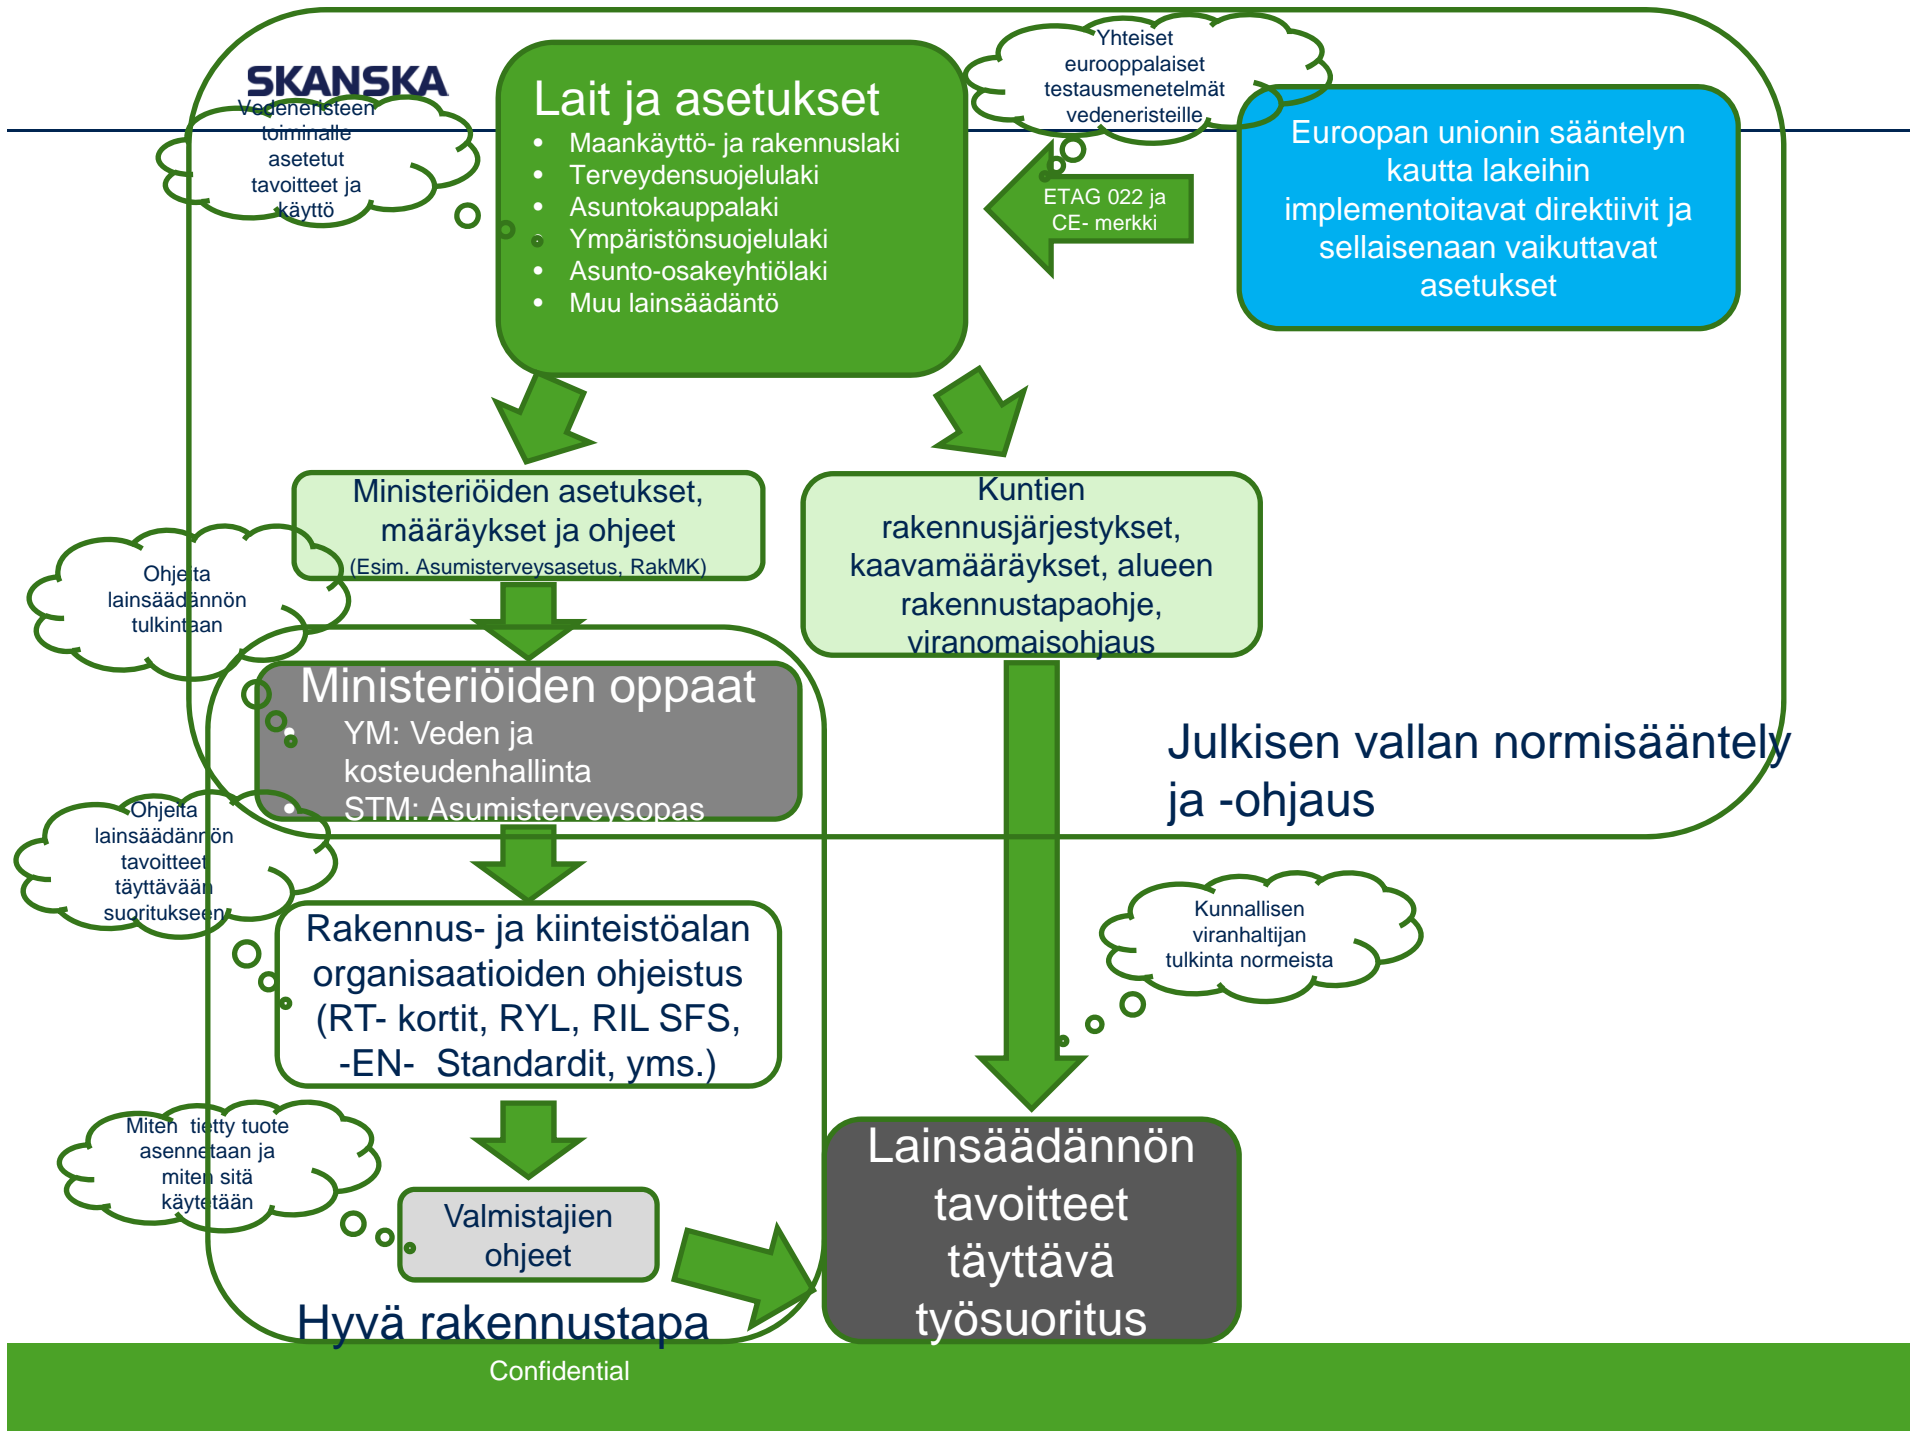 SKANSKA
Vedeneristeen
toiminalle
asetetut
tavoitteet ja
käyttö
Lait ja asetukset
• Maankäyttö- ja rakennuslaki
• Terveydensuojelulaki
• Asuntokauppalaki
• Ympäristönsuojelulaki
• Asunto-osakeyhtiölaki
• Muu lainsäädäntö
Yhteiset
eurooppalaiset
testausmenetelmät
vedeneristeille
ETAG 022 ja
CE- merkki
Euroopan unionin sääntelyn
kautta lakeihin
implementoitavat direktiivit ja
sellaisenaan vaikuttavat
asetukset
Ministeriöiden asetukset,
määräykset ja ohjeet
(Esim. Asumisterveysasetus, RakMK)
Kuntien
rakennusjärjestykset,
kaavamääräykset, alueen
rakennustapaohje,
viranomaisohjaus
Ohjeita
lainsäädännön
tulkintaan
Ministeriöiden oppaat
• YM: Veden ja
kosteudenhallinta
• STM: Asumisterveysopas
Julkisen vallan normisääntely
ja -ohjaus
Ohjeita
lainsäädännön
tavoitteet
täyttävään
suoritukseen
Rakennus- ja kiinteistöalan
organisaatioiden ohjeistus
(RT- kortit, RYL, RIL SFS,
-EN- Standardit, yms.)
Kunnallisen
viranhaltijan
tulkinta normeista
Miten tietty tuote
asennetaan ja
miten sitä
käytetään
Valmistajien
ohjeet
Lainsäädännön
tavoitteet
täyttävä
työsuoritus
Hyvä rakennustapa
Confidential